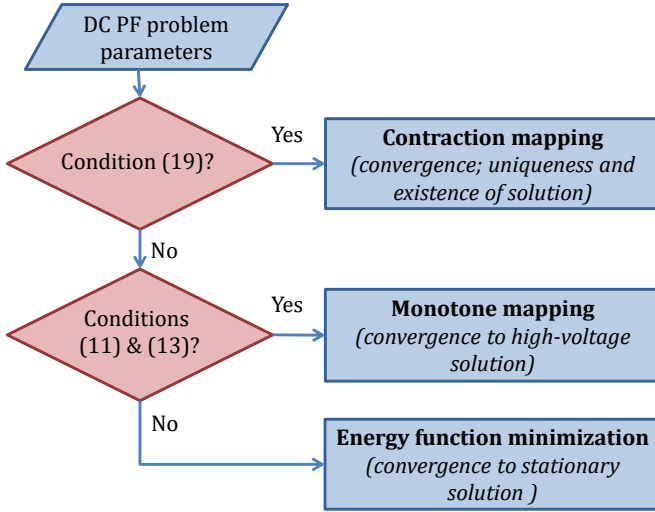 DC PF problem
parameters
Condition (19)?
Yes
Contraction mapping
(convergence; uniqueness and
existence of solution)
No
Conditions
(11) & (13)?
Yes
Monotone mapping
(convergence to high-voltage
solution)
No
Energy function minimization
(convergence to stationary
solution )